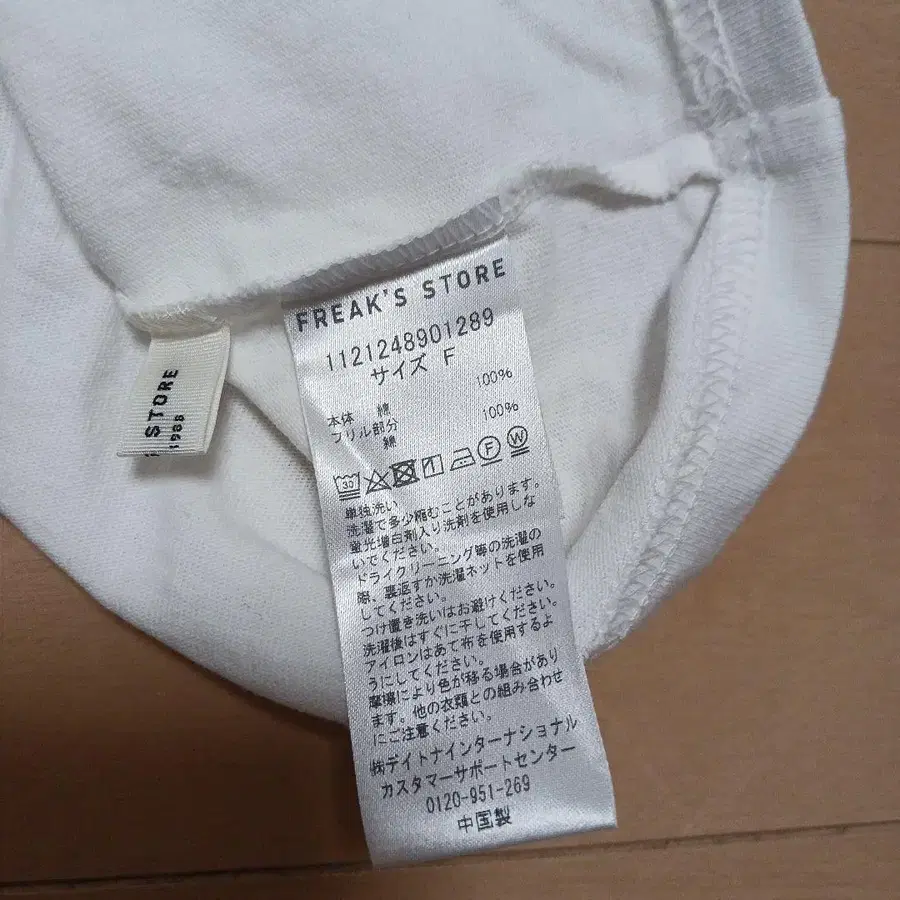 FREAK'S STORE
1121248901289
サイズ F
本体 綿 100%
フリル部分
綿 100%
30
F
W
単独洗い
洗濯で多少縮むことがあります。
蛍光増白剤入り洗剤を使用しな
いでください。
ドライクリーニング等の洗濯の
際、裏返すか洗濯ネットを使用
してください。
つけ置き洗いはお避けください。
洗濯後はすぐに干してください。
アイロンはあて布を使用するよ
うにしてください。
摩擦により色が移る場合があり
ます。他の衣類との組み合わせ
にご注意ください。
㈱デイトナインターナショナル
カスタマーサポートセンター
0120-951-269
中国製
STORE
1988